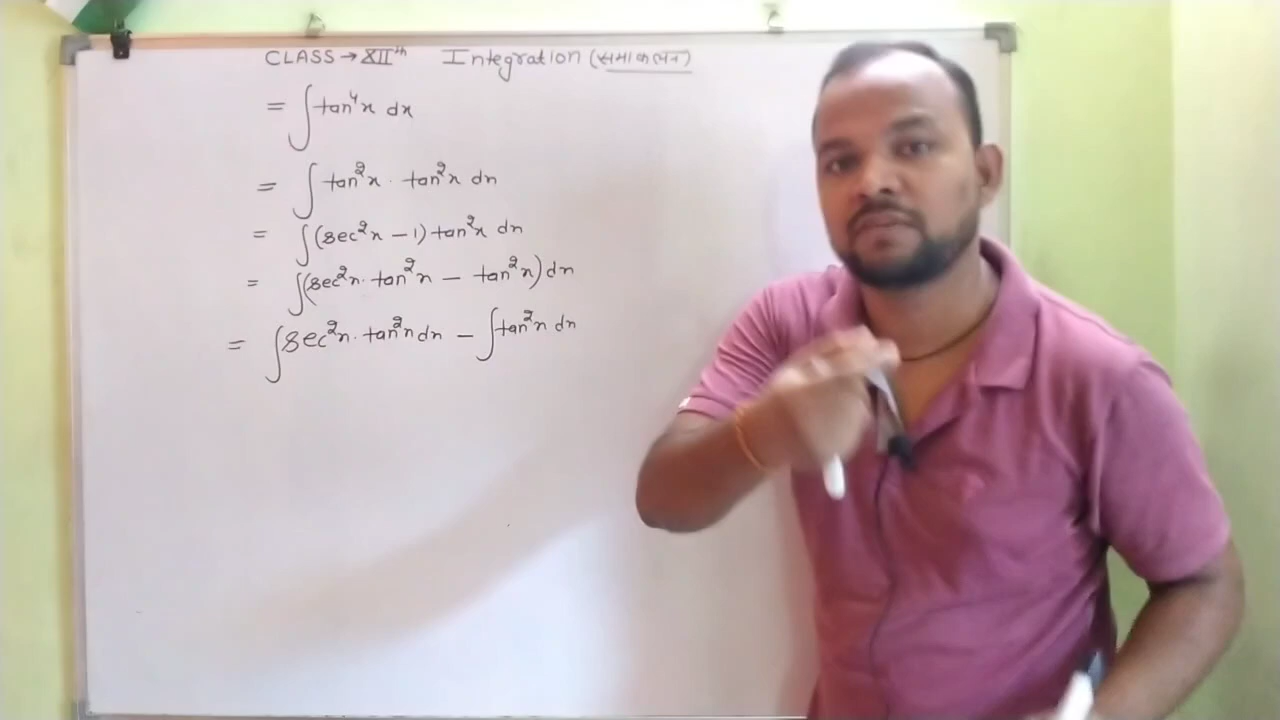 CLASS → XIIth Integration (समाकलन)
= ∫tan⁴x dx
= ∫tan²x · tan²x dx
= ∫(sec²x − 1) tan²x dx
= ∫(sec²x · tan²x − tan²x) dx
= ∫sec²x · tan²x dx − ∫tan²x dx